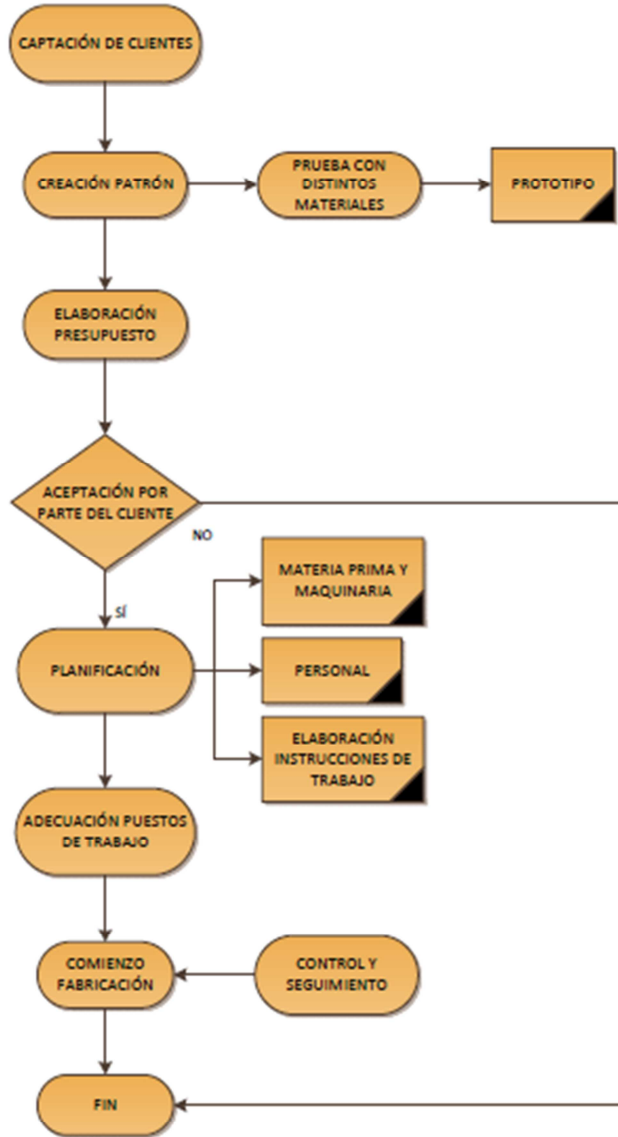 CAPTACIÓN DE CLIENTES
CREACIÓN PATRÓN
PRUEBA CON
DISTINTOS
MATERIALES
PROTOTIPO
ELABORACIÓN
PRESUPUESTO
ACEPTACIÓN POR
PARTE DEL CLIENTE
NO
SÍ
MATERIA PRIMA Y
MAQUINARIA
PLANIFICACIÓN
PERSONAL
ELABORACIÓN
INSTRUCCIONES DE
TRABAJO
ADECUACIÓN PUESTOS
DE TRABAJO
COMIENZO
FABRICACIÓN
CONTROL Y
SEGUIMIENTO
FIN